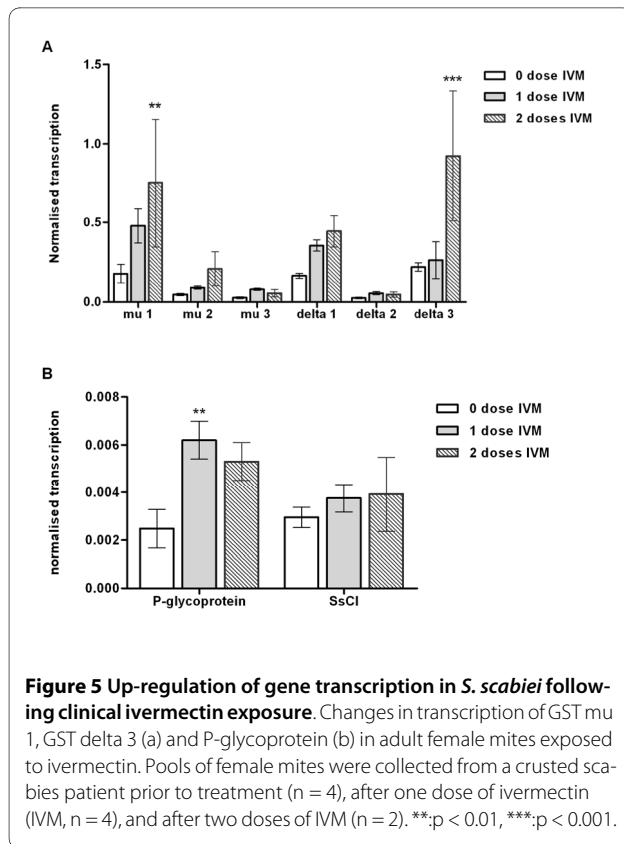 A
1.5
1.0
0.5
0.0
Normalised transcription
**
***
0 dose IVM
1 dose IVM
2 doses IVM
mu 1 mu 2 mu 3 delta 1 delta 2 delta 3
B
0.008
0.006
0.004
0.002
0.000
normalised transcription
**
0 dose IVM
1 dose IVM
2 doses IVM
P-glycoprotein SsCl
Figure 5 Up-regulation of gene transcription in S. scabiei follow-
ing clinical ivermectin exposure. Changes in transcription of GST mu
1, GST delta 3 (a) and P-glycoprotein (b) in adult female mites exposed
to ivermectin. Pools of female mites were collected from a crusted sca-
bies patient prior to treatment (n = 4), after one dose of ivermectin
(IVM, n = 4), and after two doses of IVM (n = 2). **:p < 0.01, ***:p < 0.001.